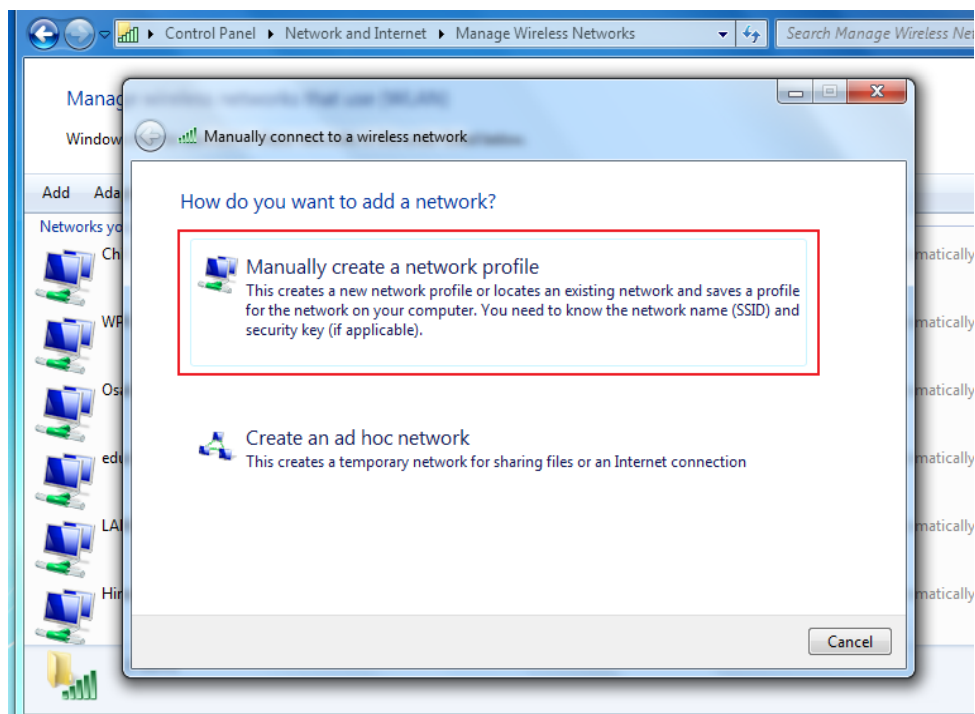 Control Panel Network and Internet Manage Wireless Networks
Search Manage Wireless Net
Manag
Window
Manually connect to a wireless network
Add Ada
How do you want to add a network?
Networks yo
Ch
matically
Manually create a network profile
This creates a new network profile or locates an existing network and saves a profile
for the network on your computer. You need to know the network name (SSID) and
security key (if applicable).
WP
matically
Osa
matically
Create an ad hoc network
This creates a temporary network for sharing files or an Internet connection
edu
matically
LA
matically
Hir
matically
Cancel